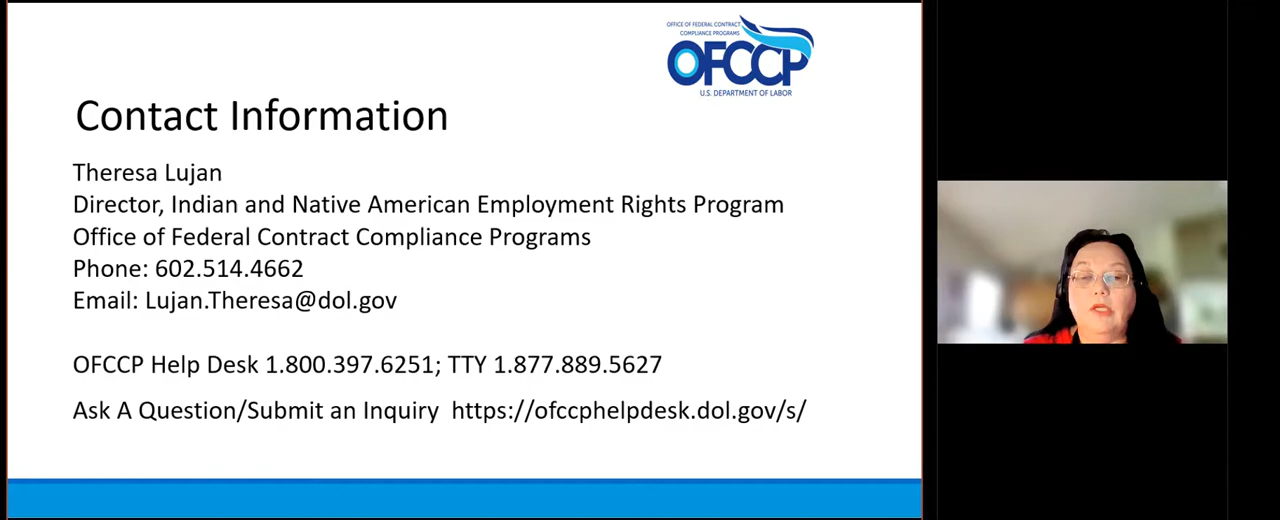 OFFICE OF FEDERAL CONTRACT
COMPLIANCE PROGRAMS
OFCCP
U.S. DEPARTMENT OF LABOR
Contact Information
Theresa Lujan
Director, Indian and Native American Employment Rights Program
Office of Federal Contract Compliance Programs
Phone: 602.514.4662
Email: Lujan.Theresa@dol.gov
OFCCP Help Desk 1.800.397.6251; TTY 1.877.889.5627
Ask A Question/Submit an Inquiry  https://ofccphelpdesk.dol.gov/s/